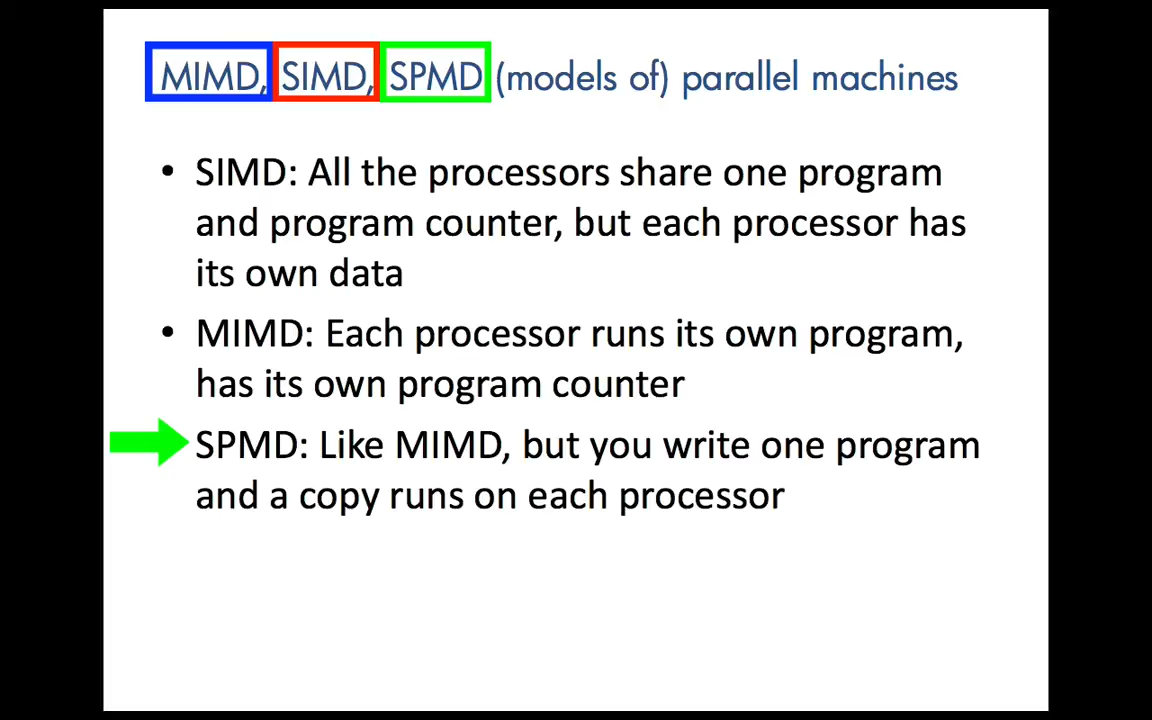 MIMD, SIMD, SPMD (models of) parallel machines
• SIMD: All the processors share one program
and program counter, but each processor has
its own data
• MIMD: Each processor runs its own program,
has its own program counter
SPMD: Like MIMD, but you write one program
and a copy runs on each processor